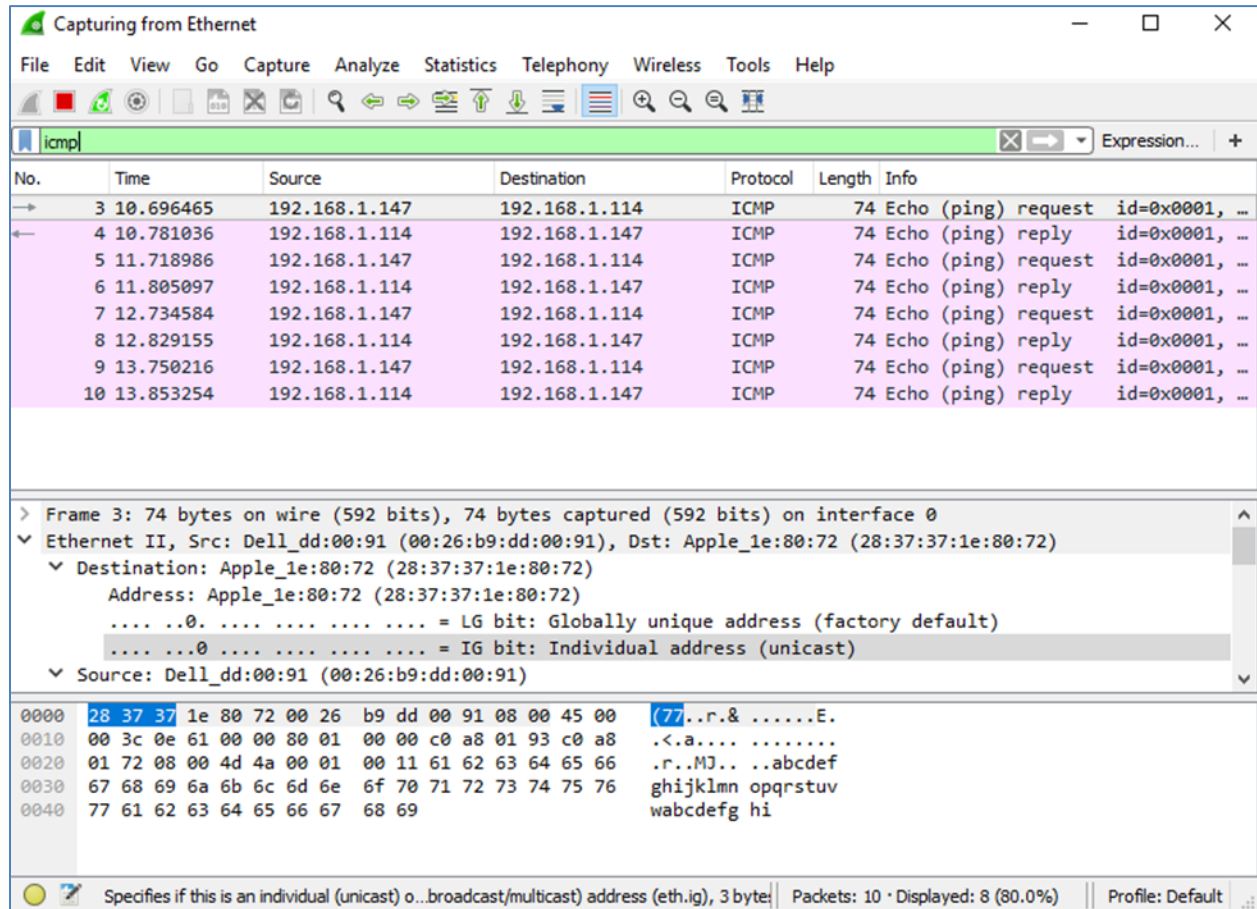 Capturing from Ethernet
File Edit View Go Capture Analyze Statistics Telephony Wireless Tools Help
icmp Expression... +
No. Time Source Destination Protocol Length Info
3 10.696465 192.168.1.147 192.168.1.114 ICMP 74 Echo (ping) request id=0x0001, …
4 10.781036 192.168.1.114 192.168.1.147 ICMP 74 Echo (ping) reply id=0x0001, …
5 11.718986 192.168.1.147 192.168.1.114 ICMP 74 Echo (ping) request id=0x0001, …
6 11.805097 192.168.1.114 192.168.1.147 ICMP 74 Echo (ping) reply id=0x0001, …
7 12.734584 192.168.1.147 192.168.1.114 ICMP 74 Echo (ping) request id=0x0001, …
8 12.829155 192.168.1.114 192.168.1.147 ICMP 74 Echo (ping) reply id=0x0001, …
9 13.750216 192.168.1.147 192.168.1.114 ICMP 74 Echo (ping) request id=0x0001, …
10 13.853254 192.168.1.114 192.168.1.147 ICMP 74 Echo (ping) reply id=0x0001, …
Frame 3: 74 bytes on wire (592 bits), 74 bytes captured (592 bits) on interface 0
Ethernet II, Src: Dell_dd:00:91 (00:26:b9:dd:00:91), Dst: Apple_1e:80:72 (28:37:37:1e:80:72)
Destination: Apple_1e:80:72 (28:37:37:1e:80:72)
Address: Apple_1e:80:72 (28:37:37:1e:80:72)
.... ..0. .... .... .... .... = LG bit: Globally unique address (factory default)
.... ...0 .... .... .... .... = IG bit: Individual address (unicast)
Source: Dell_dd:00:91 (00:26:b9:dd:00:91)
0000 28 37 37 1e 80 72 00 26 b9 dd 00 91 08 00 45 00 (77..r.& ......E.
0010 00 3c 0e 61 00 00 80 01 00 00 c0 a8 01 93 c0 a8 .<.a.... ........
0020 01 72 08 00 4d 4a 00 01 00 11 61 62 63 64 65 66 .r..MJ.. ..abcdef
0030 67 68 69 6a 6b 6c 6d 6e 6f 70 71 72 73 74 75 76 ghijklmn opqrstuv
0040 77 61 62 63 64 65 66 67 68 69 wabcdefg hi
Specifies if this is an individual (unicast) o...broadcast/multicast) address (eth.ig), 3 bytes Packets: 10 · Displayed: 8 (80.0%) Profile: Default